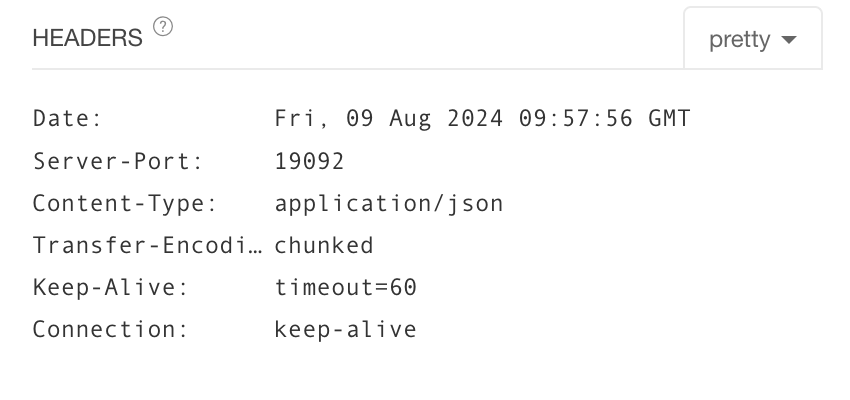 HEADERS ?
pretty
Date: Fri, 09 Aug 2024 09:57:56 GMT
Server-Port: 19092
Content-Type: application/json
Transfer-Encodi… chunked
Keep-Alive: timeout=60
Connection: keep-alive